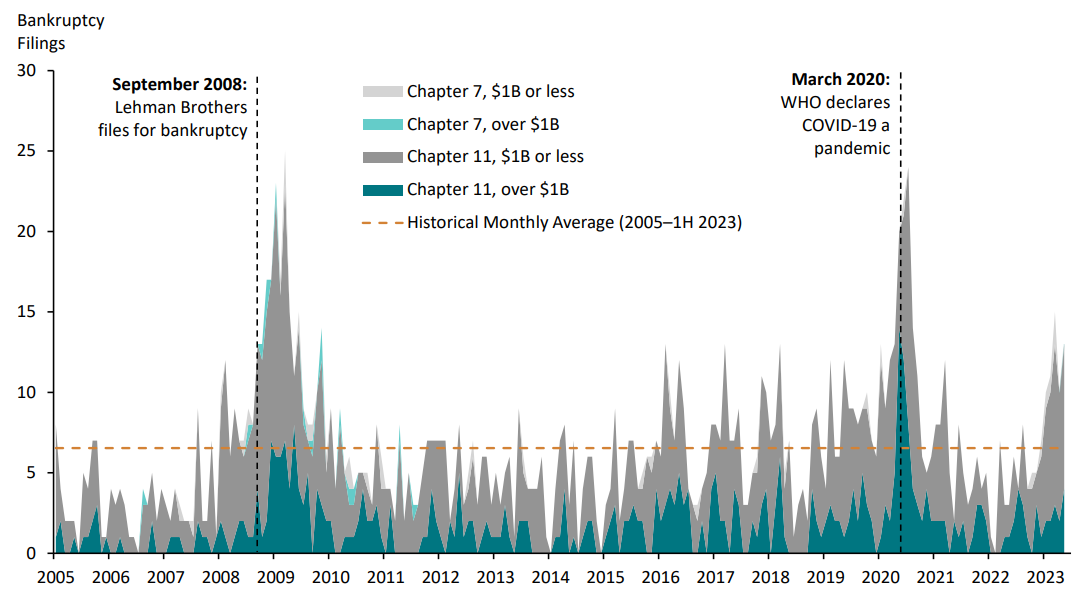 Bankruptcy
Filings
30
25
20
15
10
5
0
September 2008:
Lehman Brothers
files for bankruptcy
Chapter 7, $1B or less
Chapter 7, over $1B
Chapter 11, $1B or less
Chapter 11, over $1B
Historical Monthly Average (2005–1H 2023)
March 2020:
WHO declares
COVID-19 a
pandemic
2005 2006 2007 2008 2009 2010 2011 2012 2013 2014 2015 2016 2017 2018 2019 2020 2021 2022 2023